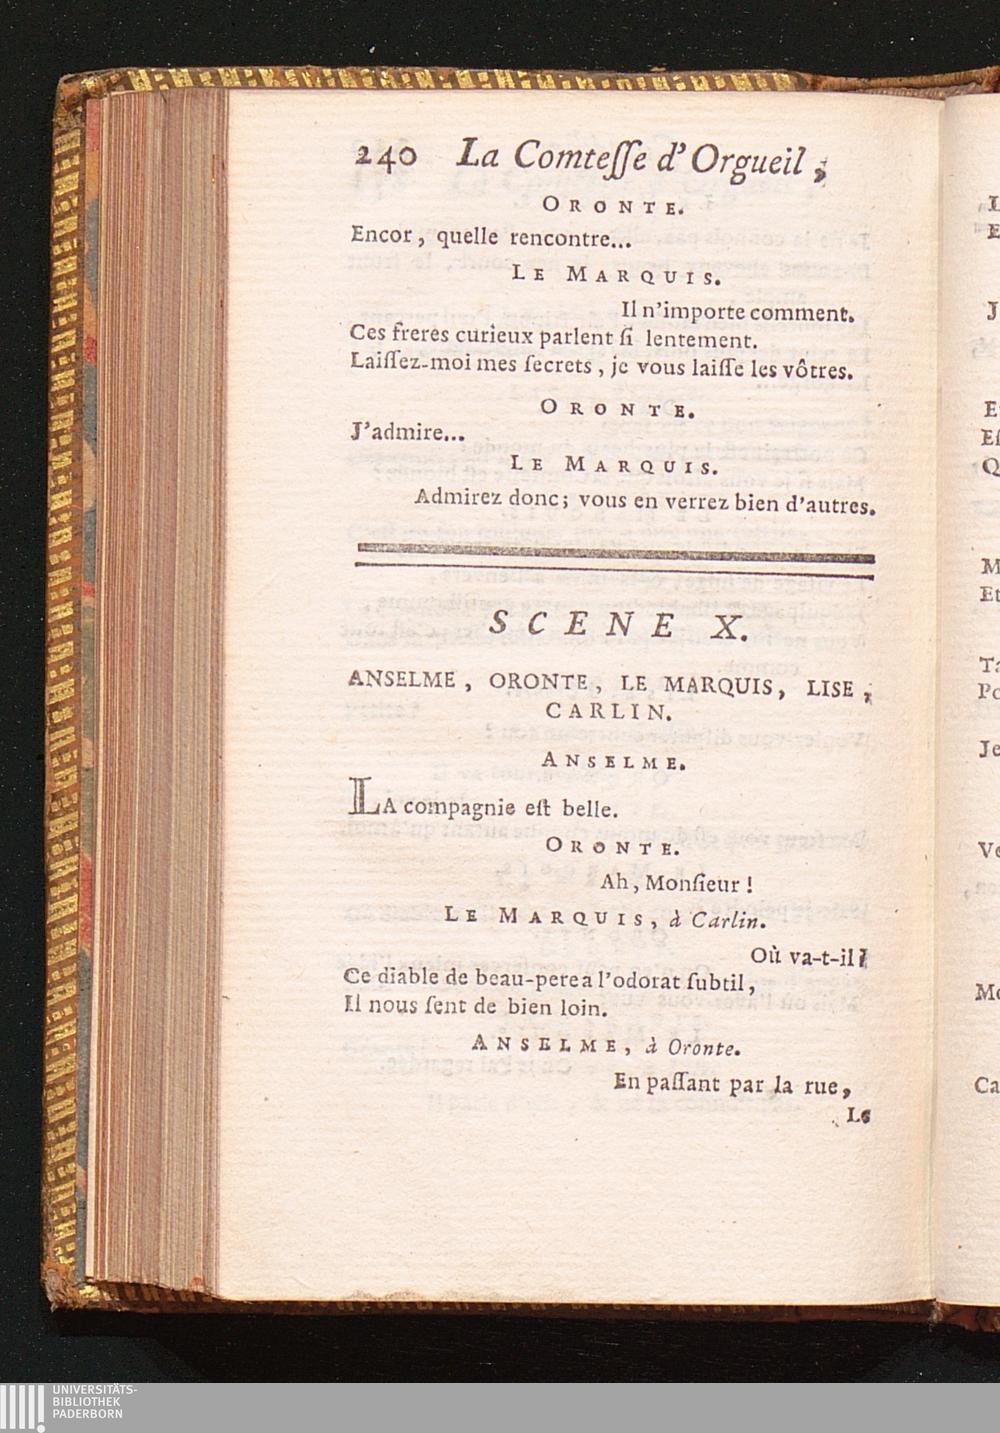 240 La Comteſſe d'Orgueil,
ORONTE.
Encor, quelle rencontre...
LE MARQUIS.
Il n'importe comment.
Ces freres curieux parlent ſi lentement.
Laiſſez-moi mes ſecrets, je vous laiſſe les vôtres.
ORONTE.
J'admire...
LE MARQUIS.
Admirez donc; vous en verrez bien d'autres.
SCENE X.
ANSELME, ORONTE, LE MARQUIS, LISE,
CARLIN.
ANSELME.
LA compagnie eſt belle.
ORONTE.
Ah, Monſieur!
LE MARQUIS, à Carlin.
Où va-t-il?
Ce diable de beau-pere a l'odorat ſubtil,
Il nous ſent de bien loin.
ANSELME, à Oronte.
En paſſant par la rue,
Le
UNIVERSITÄTS-
BIBLIOTHEK
PADERBORN